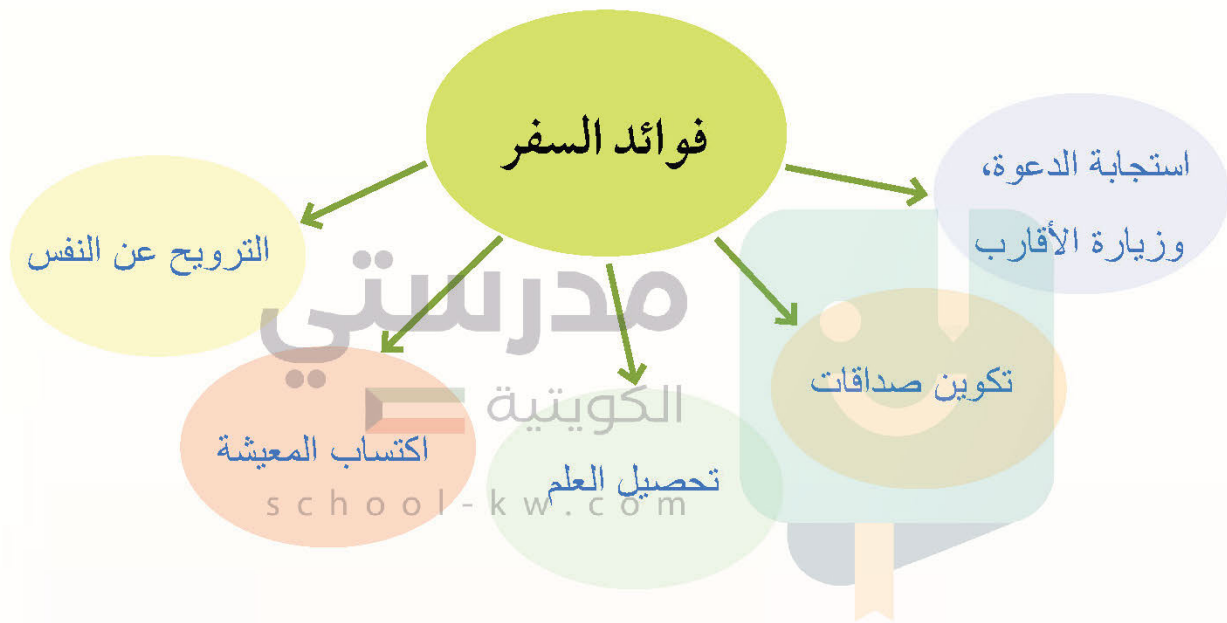 فوائد السفر
استجابة الدعوة،
وزيارة الأقارب
تكوين صداقات
تحصيل العلم
اكتساب المعيشة
الترويح عن النفس
مدرستي
الكويتية
school-kw.com